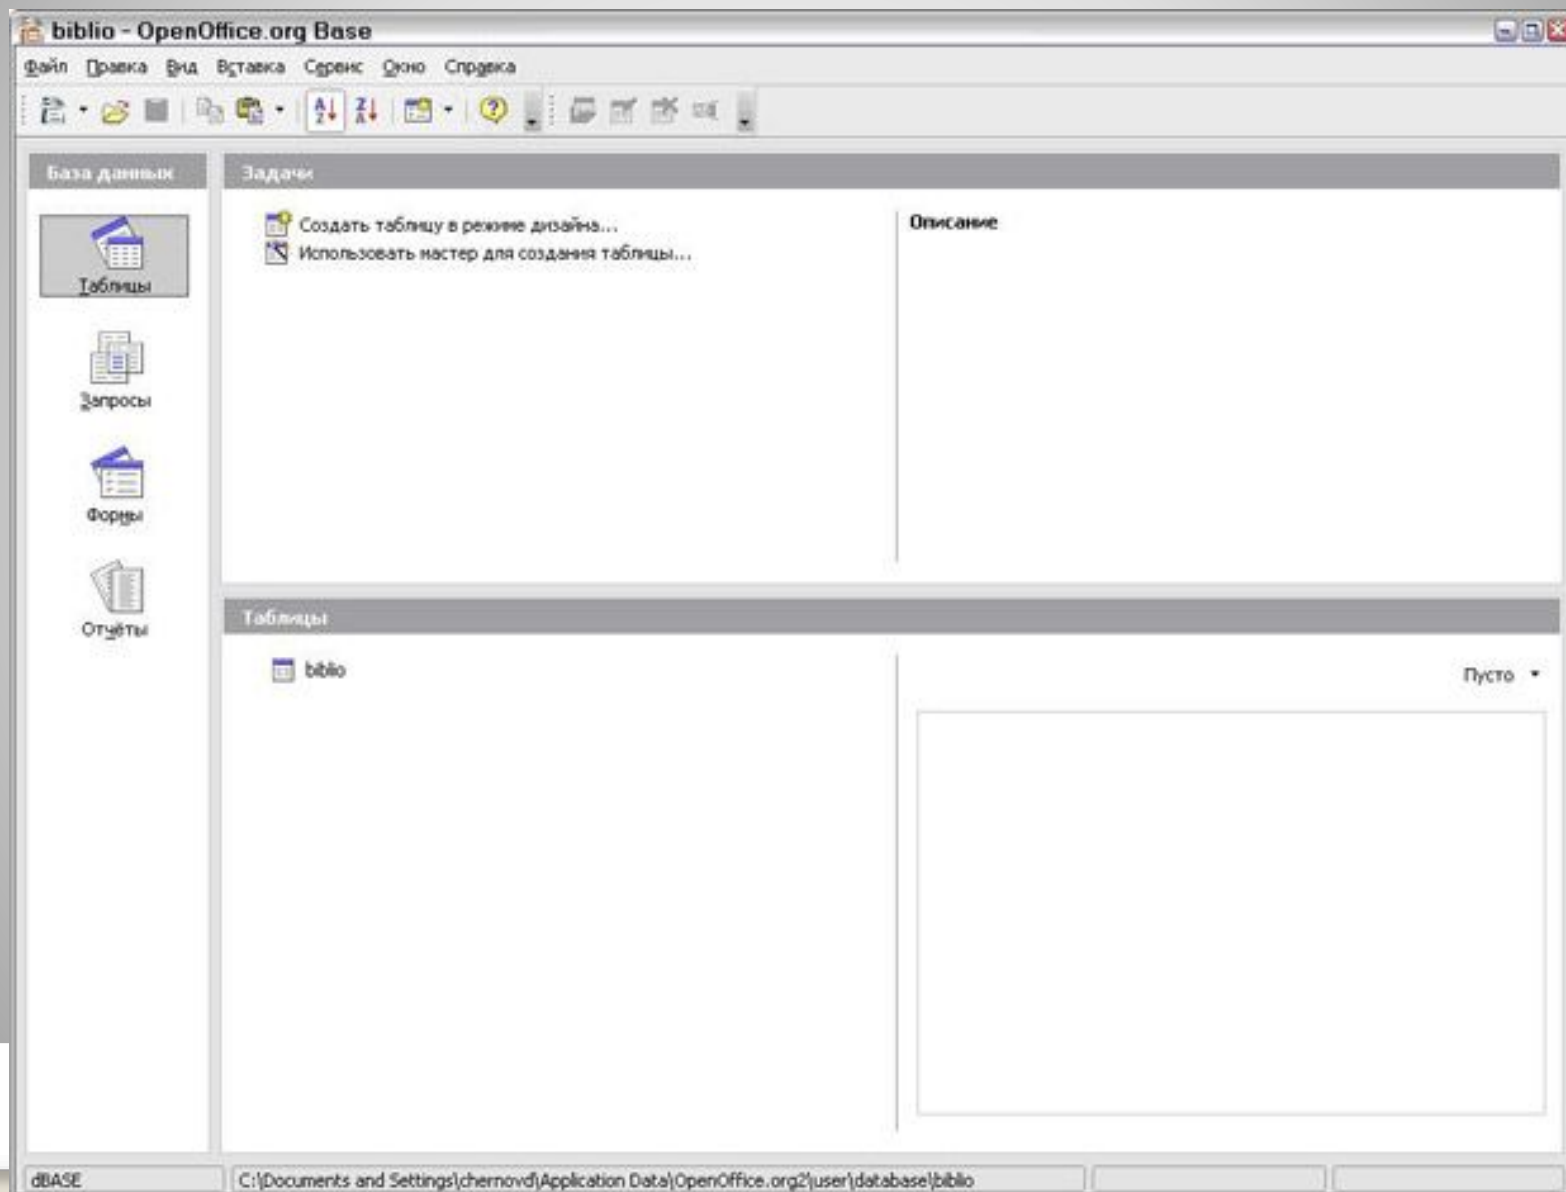 biblio - OpenOffice.org Base
Файл Правка Вид Вставка Сервис Окно Справка
База данных
Задачи
Таблицы
Запросы
Формы
Отчёты
Создать таблицу в режиме дизайна...
Использовать мастер для создания таблицы...
Описание
Таблицы
biblio
Пусто
dBASE
C:\Documents and Settings\chernovd\Application Data\OpenOffice.org2\user\database\biblio